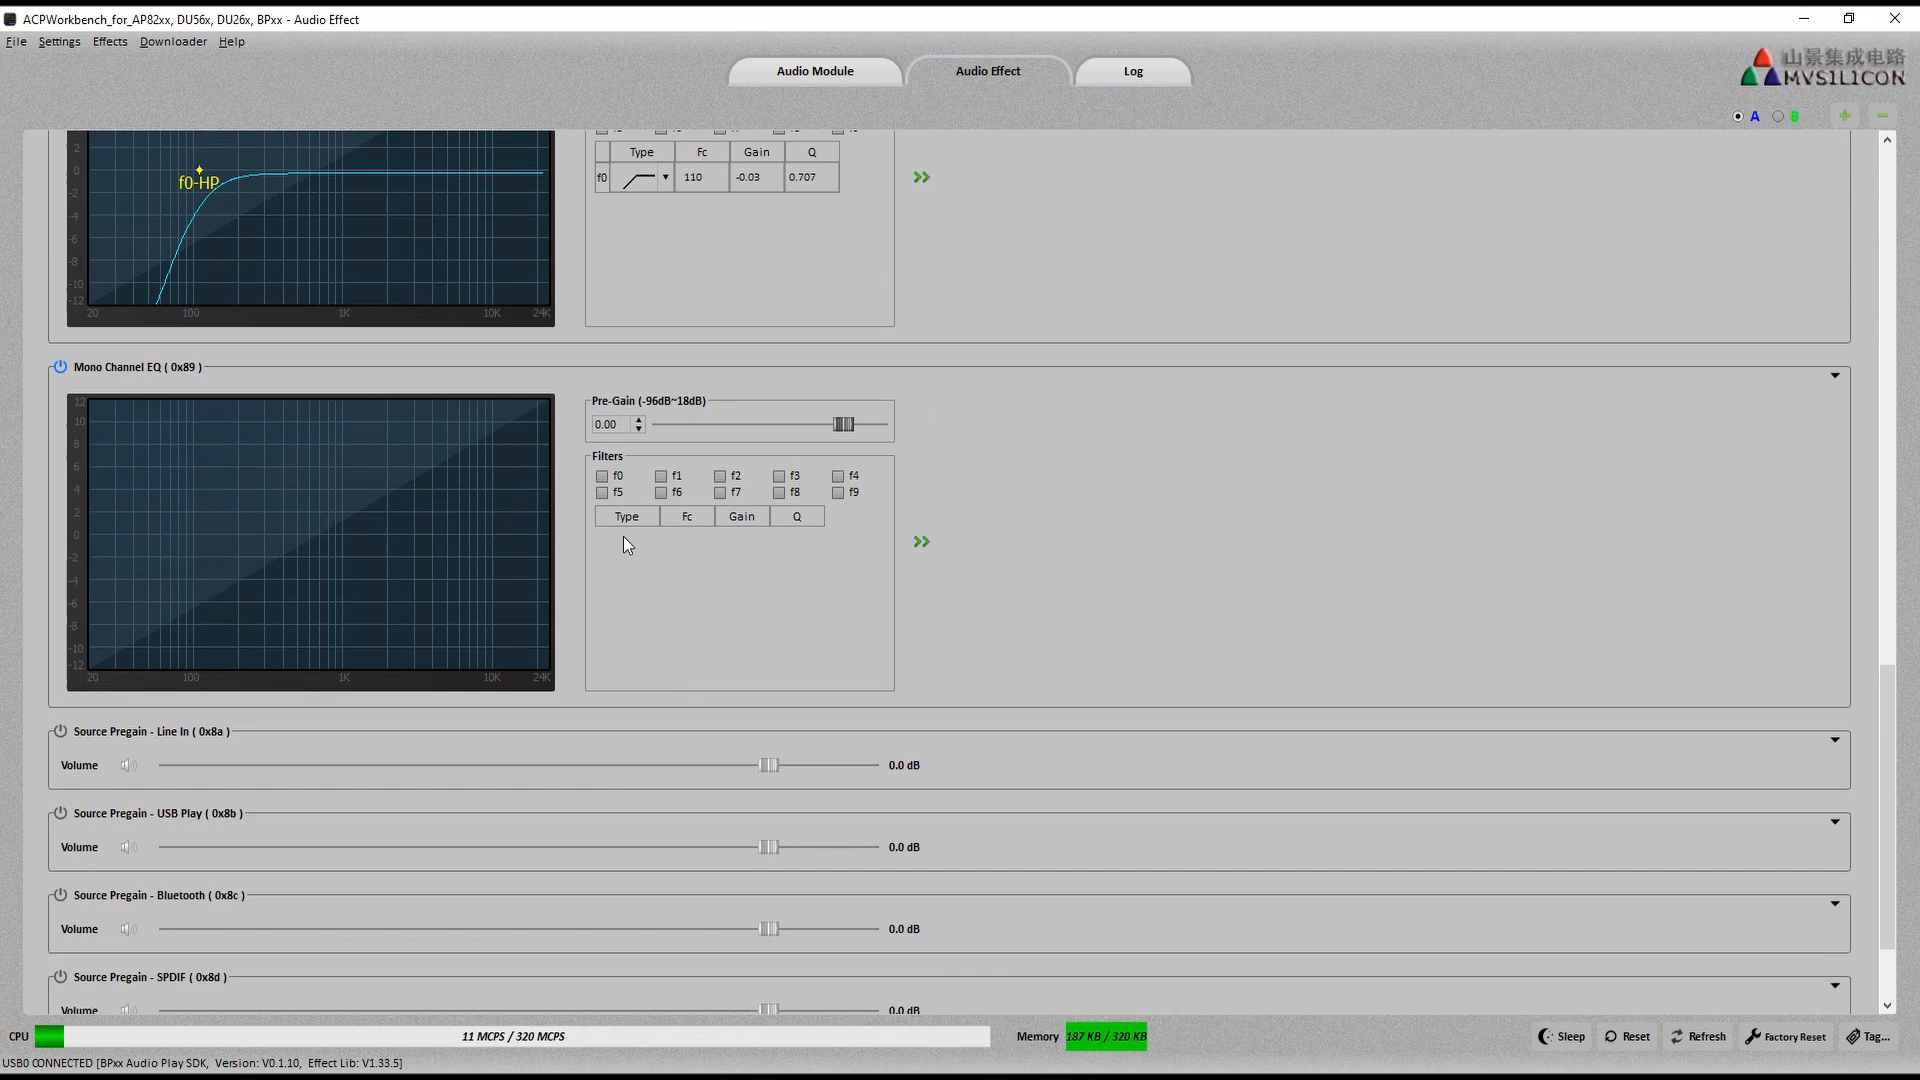 ACPWorkbench_for_AP82xx, DU56x, DU26x, BPxx - Audio Effect
File Settings Effects Downloader Help
Audio Module Audio Effect Log
山景集成电路
MVSILICON
A B
2
0
-2
-4
-6
-8
-10
-12
f0-HP
20 100 1K 10K 24K
Type Fc Gain Q
f0 110 -0.03 0.707
Mono Channel EQ ( 0x89 )
12
10
8
6
4
2
0
-2
-4
-6
-8
-10
-12
20 100 1K 10K 24K
Pre-Gain (-96dB~18dB)
0.00
Filters
f0 f1 f2 f3 f4
f5 f6 f7 f8 f9
Type Fc Gain Q
Source Pregain - Line In ( 0x8a )
Volume 0.0 dB
Source Pregain - USB Play ( 0x8b )
Volume 0.0 dB
Source Pregain - Bluetooth ( 0x8c )
Volume 0.0 dB
Source Pregain - SPDIF ( 0x8d )
Volume 0.0 dB
CPU 11 MCPS / 320 MCPS Memory 187 KB / 320 KB Sleep Reset Refresh Factory Reset Tag...
USB0 CONNECTED [BPxx Audio Play SDK, Version: V0.1.10, Effect Lib: V1.33.5]